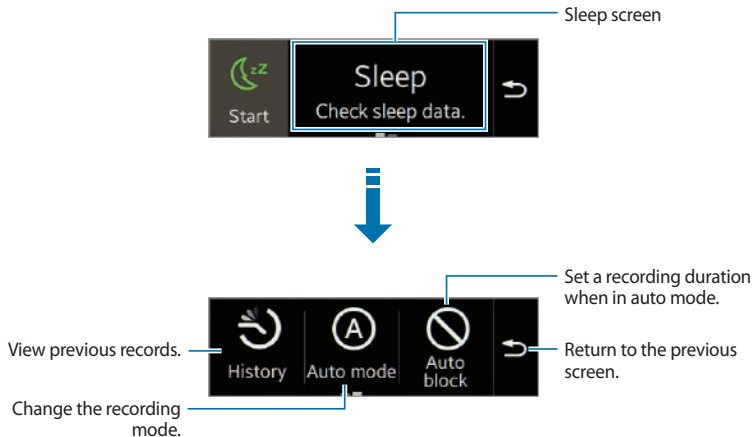 Sleep screen
zZ
Start
Sleep
Check sleep data.
Set a recording duration
when in auto mode.
View previous records.
History
A
Auto mode
Auto
block
Return to the previous
screen.
Change the recording
mode.